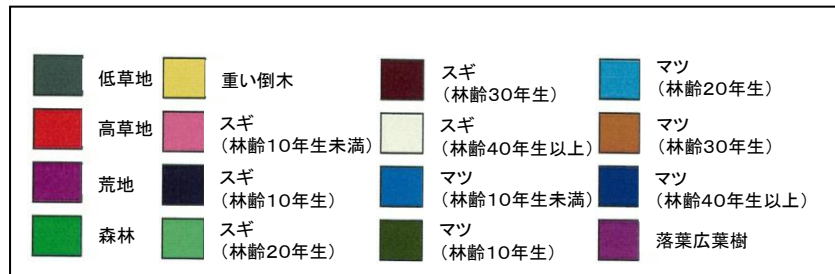 低草地
高草地
荒地
森林
重い倒木
スギ
(林齢10年生未満)
スギ
(林齢10年生)
スギ
(林齢20年生)
スギ
(林齢30年生)
スギ
(林齢40年生以上)
マツ
(林齢10年生未満)
マツ
(林齢10年生)
マツ
(林齢20年生)
マツ
(林齢30年生)
マツ
(林齢40年生以上)
落葉広葉樹